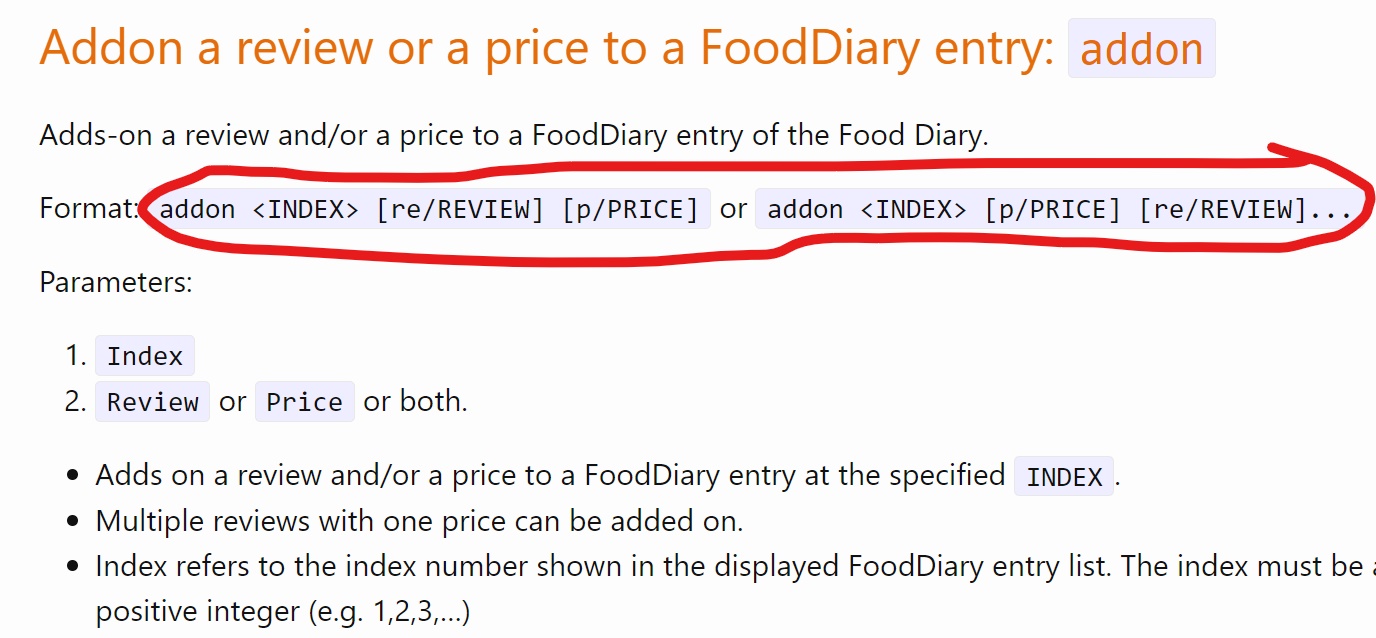 Addon a review or a price to a FoodDiary entry: addon
Adds-on a review and/or a price to a FoodDiary entry of the Food Diary.
Format: addon <INDEX> [re/REVIEW] [p/PRICE] or addon <INDEX> [p/PRICE] [re/REVIEW]...
Parameters:
1. Index
2. Review or Price or both.
• Adds on a review and/or a price to a FoodDiary entry at the specified INDEX.
• Multiple reviews with one price can be added on.
• Index refers to the index number shown in the displayed FoodDiary entry list. The index must be a
positive integer (e.g. 1,2,3,...)